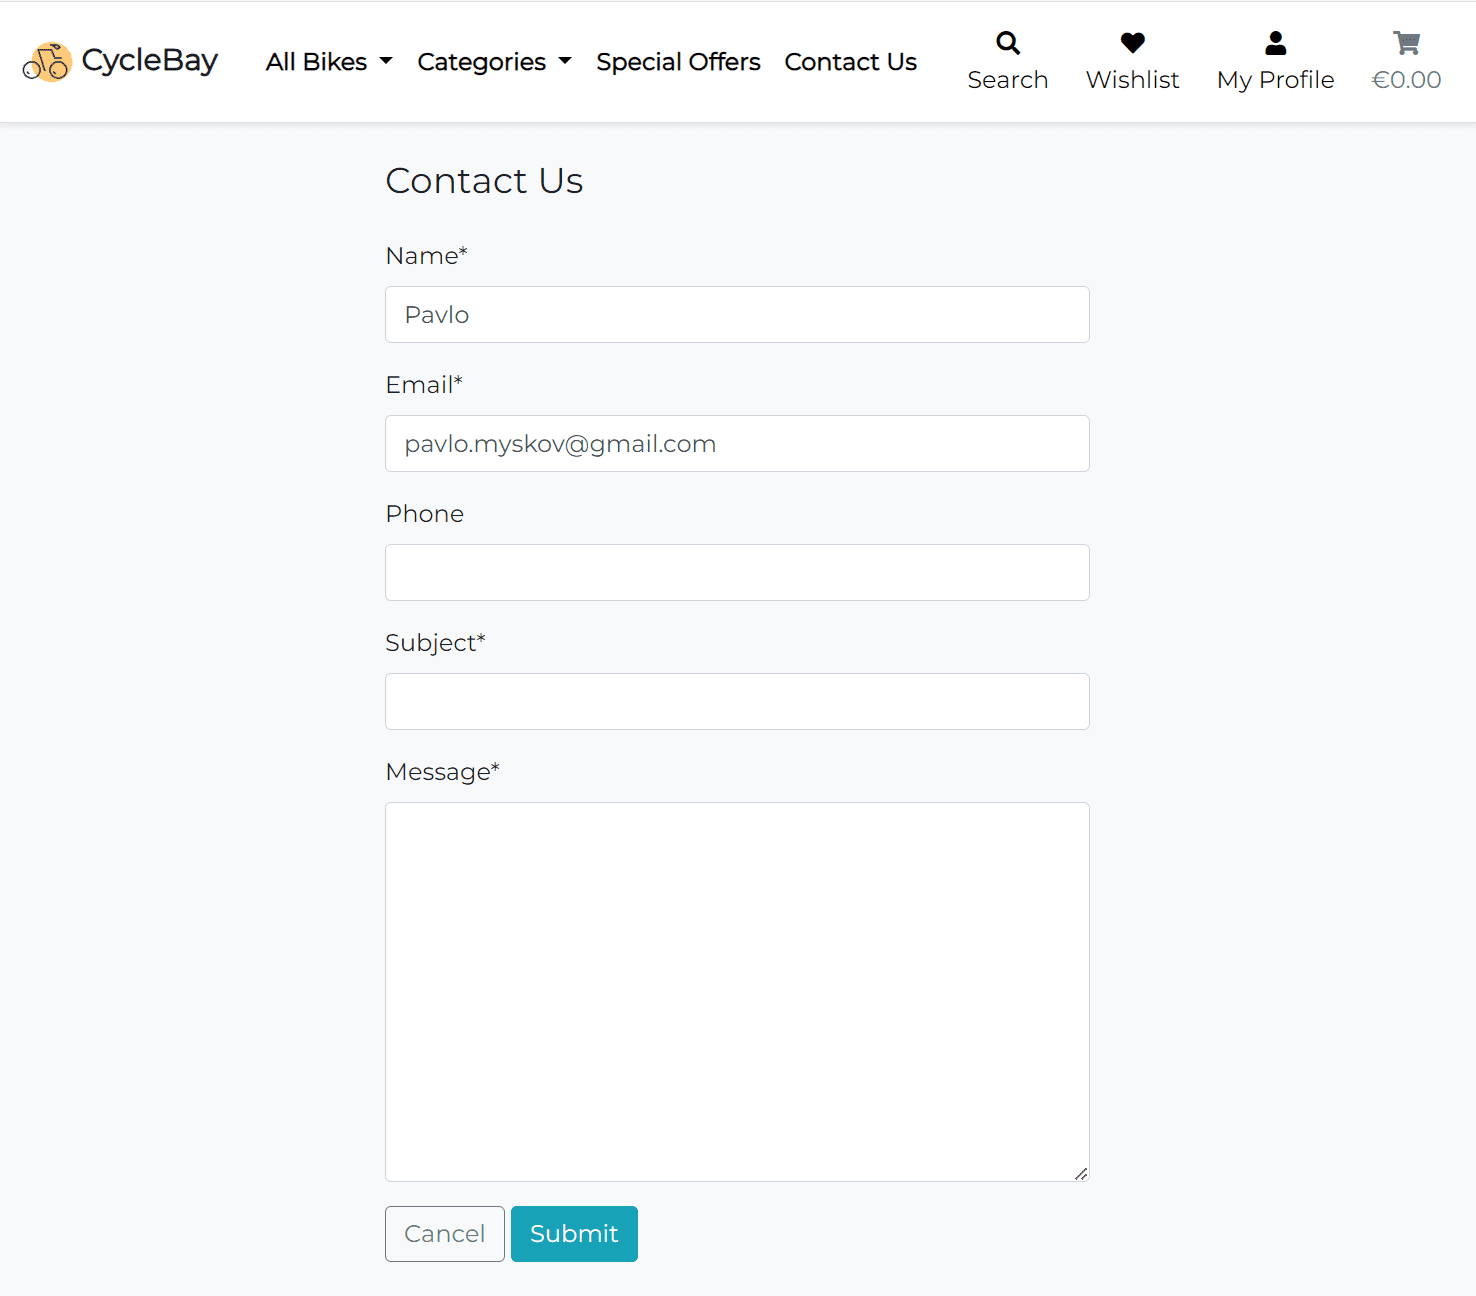 CycleBay
All Bikes
Categories
Special Offers
Contact Us
Search
Wishlist
My Profile
€0.00
Contact Us
Name*
Pavlo
Email*
pavlo.myskov@gmail.com
Phone
Subject*
Message*
Cancel
Submit